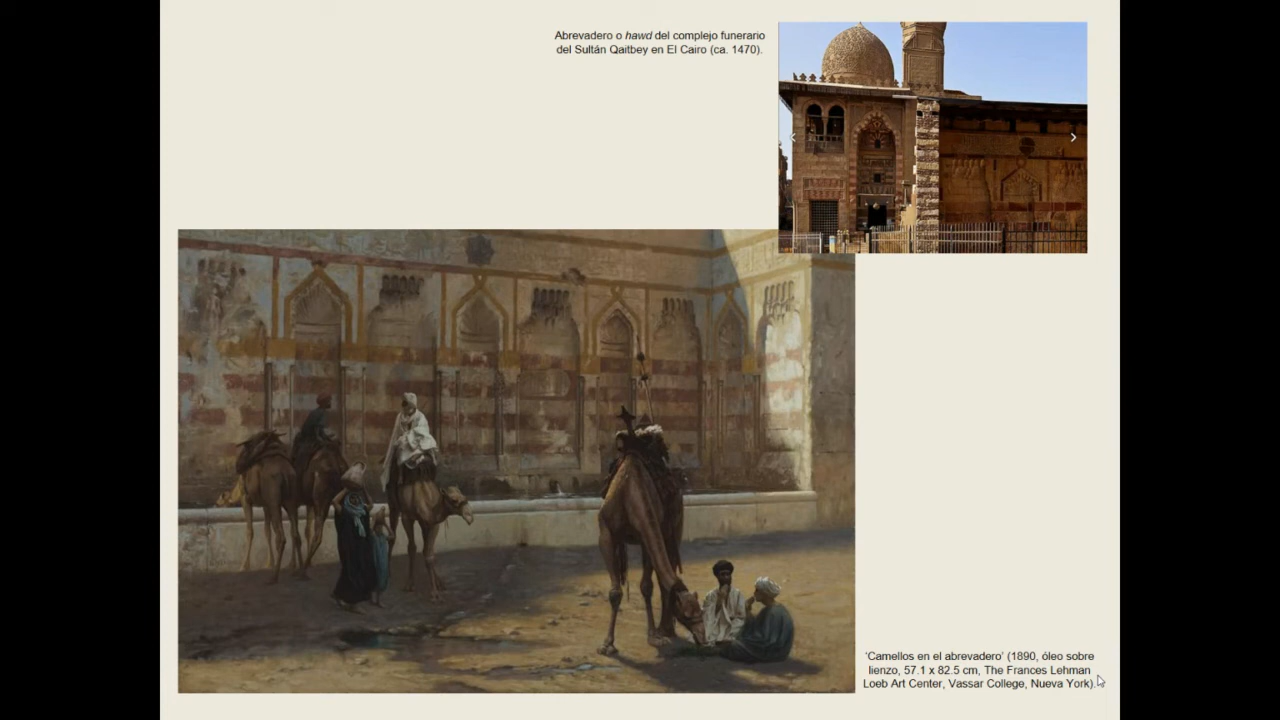 Abrevadero o hawd del complejo funerario
del Sultán Qaitbey en El Cairo (ca. 1470).
'Camellos en el abrevadero' (1890, óleo sobre
lienzo, 57.1 x 82.5 cm, The Frances Lehman
Loeb Art Center, Vassar College, Nueva York).